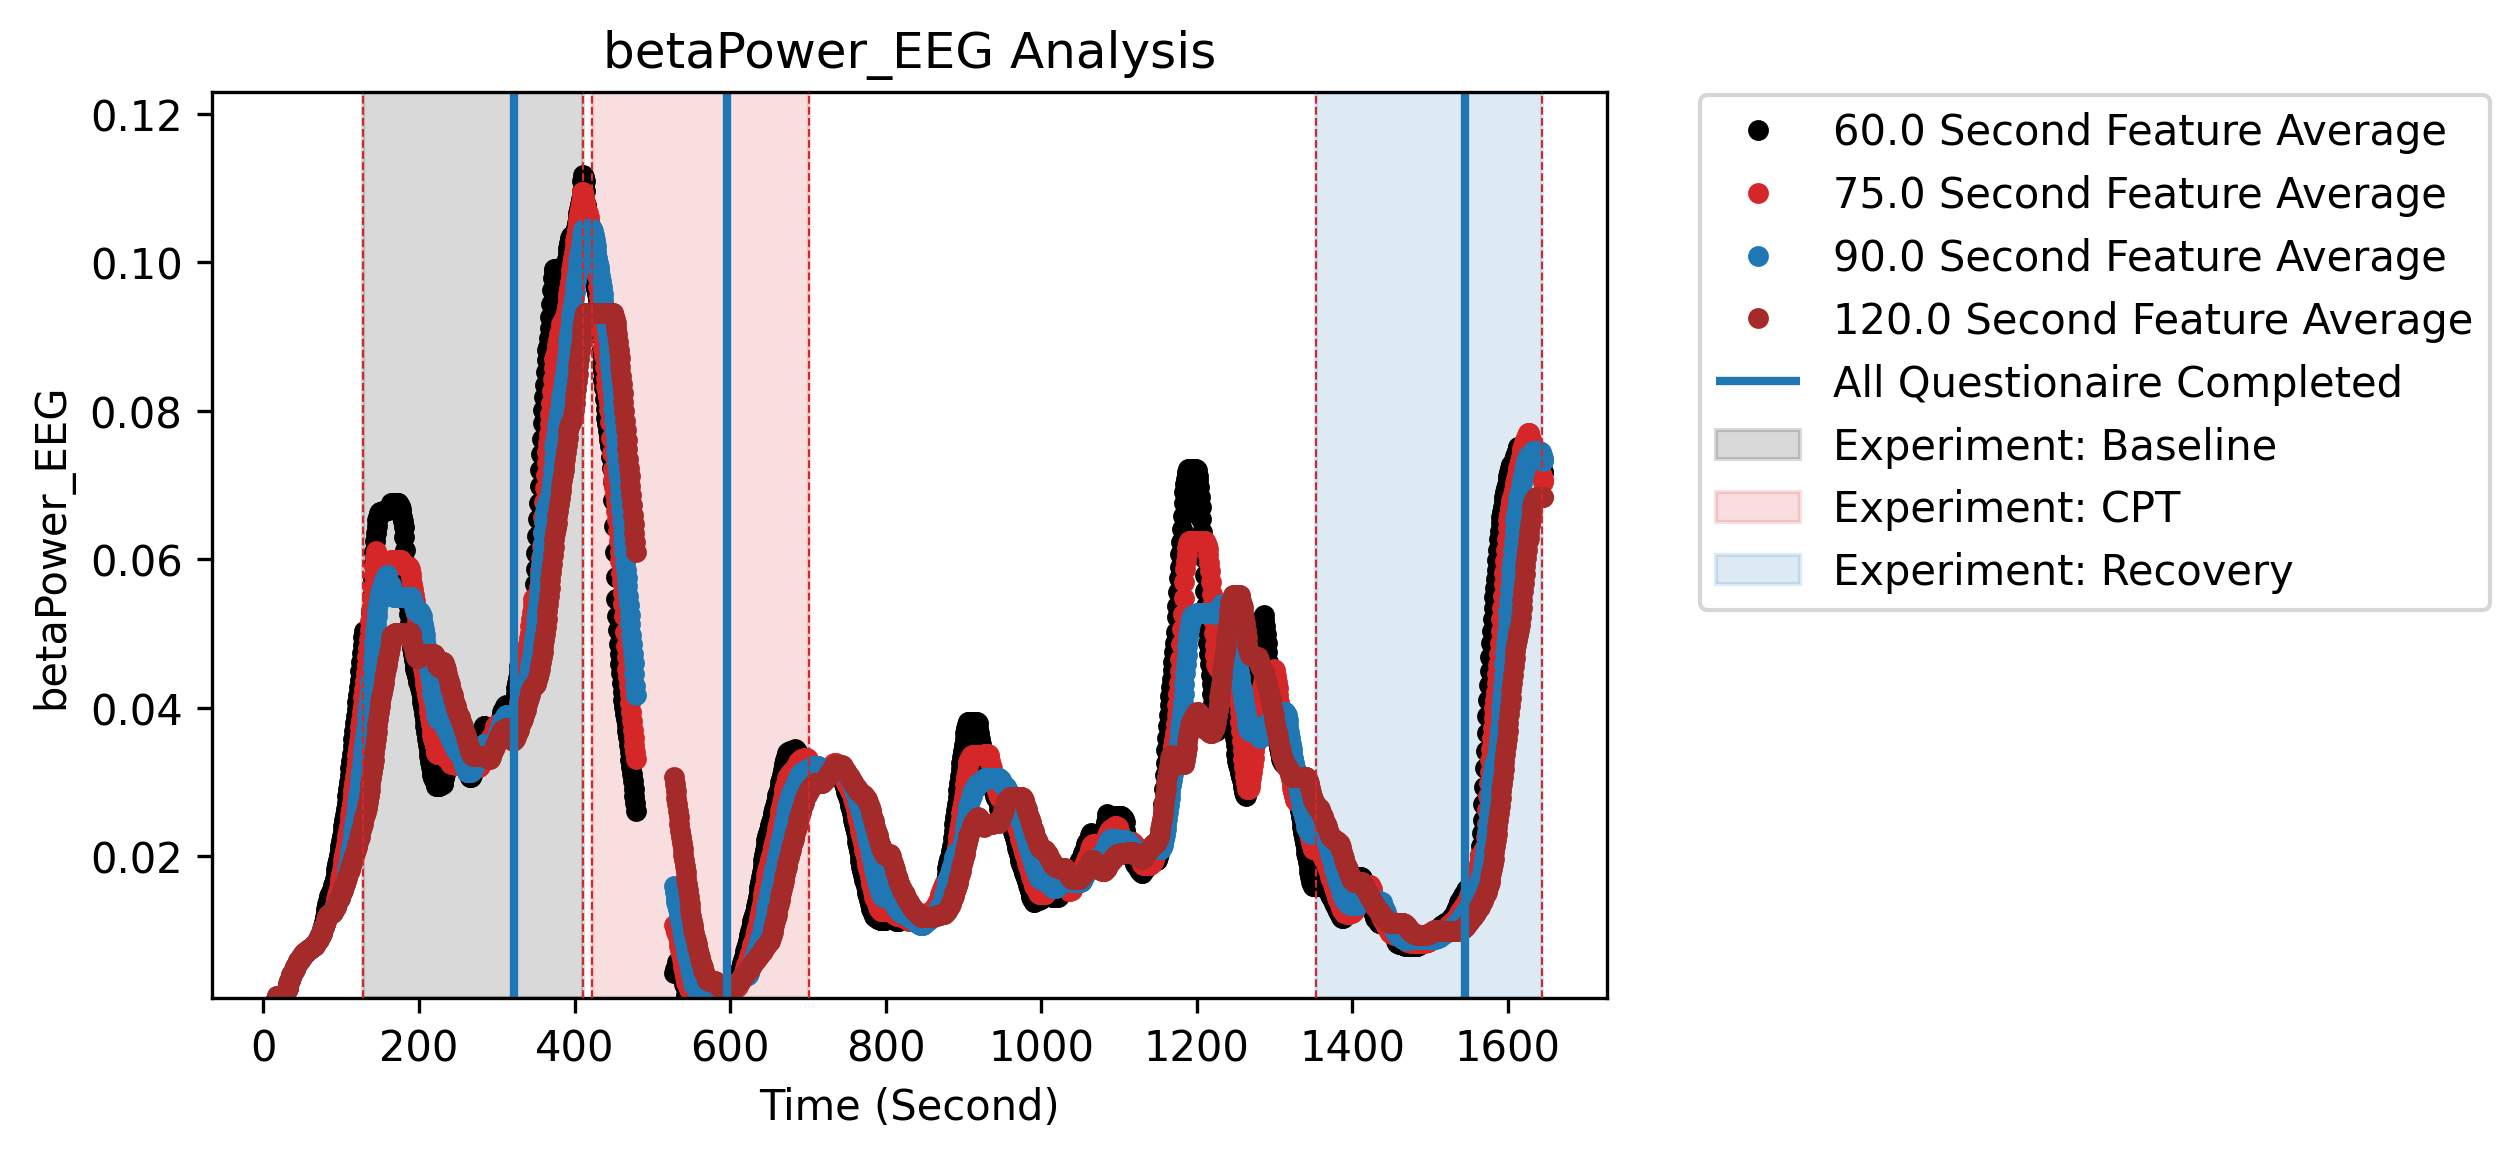 betaPower_EEG Analysis
0.12
0.10
0.08
0.06
0.04
0.02
betaPower_EEG
0 200 400 600 800 1000 1200 1400 1600
Time (Second)
60.0 Second Feature Average
75.0 Second Feature Average
90.0 Second Feature Average
120.0 Second Feature Average
All Questionaire Completed
Experiment: Baseline
Experiment: CPT
Experiment: Recovery